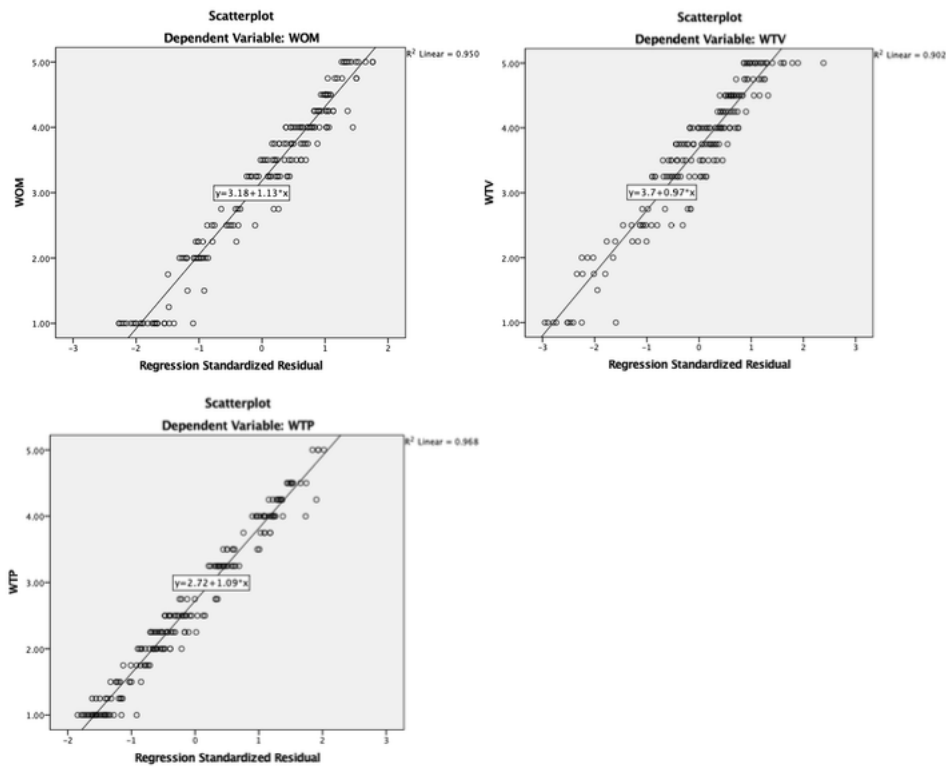 Scatterplot
Dependent Variable: WOM
R² Linear = 0.950
5.00
4.00
3.00
2.00
1.00
WOM
y=3.18+1.13*x
-3
-2
-1
0
1
2
Regression Standardized Residual
Scatterplot
Dependent Variable: WTV
R² Linear = 0.902
5.00
4.00
3.00
2.00
1.00
WTV
y=3.7+0.97*x
-3
-2
-1
0
1
2
3
Regression Standardized Residual
Scatterplot
Dependent Variable: WTP
R² Linear = 0.968
5.00
4.00
3.00
2.00
1.00
WTP
y=2.72+1.09*x
-2
-1
0
1
2
3
Regression Standardized Residual